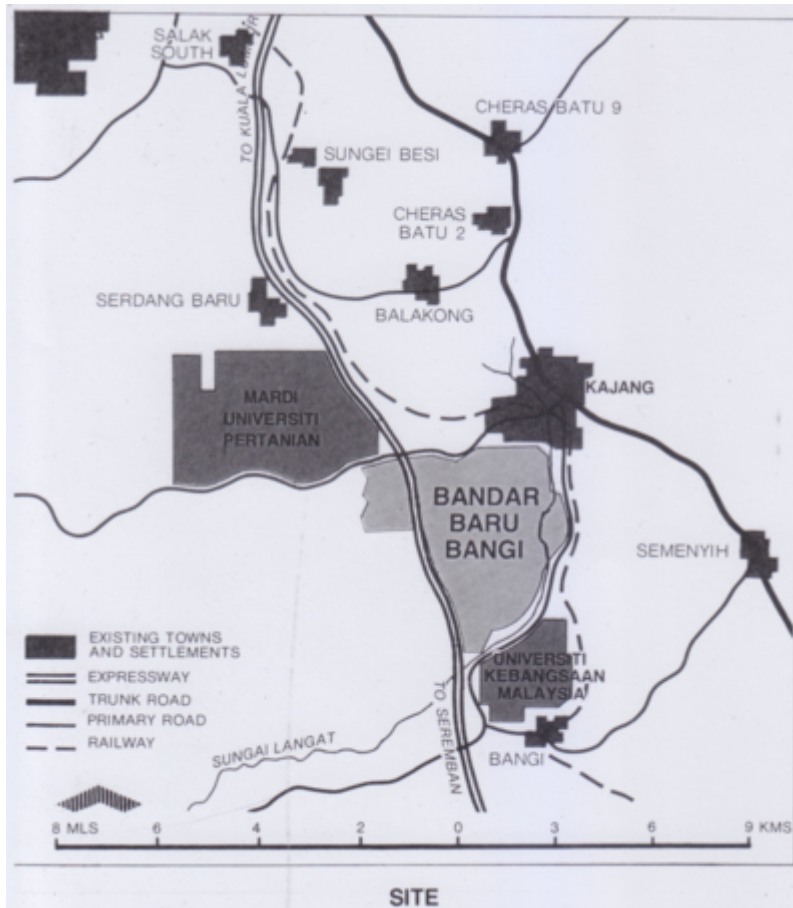 SALAK
SOUTH
TO KUALA LUMPUR
CHERAS BATU 9
SUNGEI BESI
CHERAS
BATU 2
SERDANG BARU
BALAKONG
MARDI
UNIVERSITI
PERTANIAN
KAJANG
BANDAR
BARU
BANGI
SEMENYIH
EXISTING TOWNS
AND SETTLEMENTS
EXPRESSWAY
TRUNK ROAD
PRIMARY ROAD
RAILWAY
UNIVERSITI
KEBANGSAAN
MALAYSIA
TO SEREMBAN
SUNGAI LANGAT
BANGI
8 MLS 6 4 2 0 3 6 9 KMS
SITE